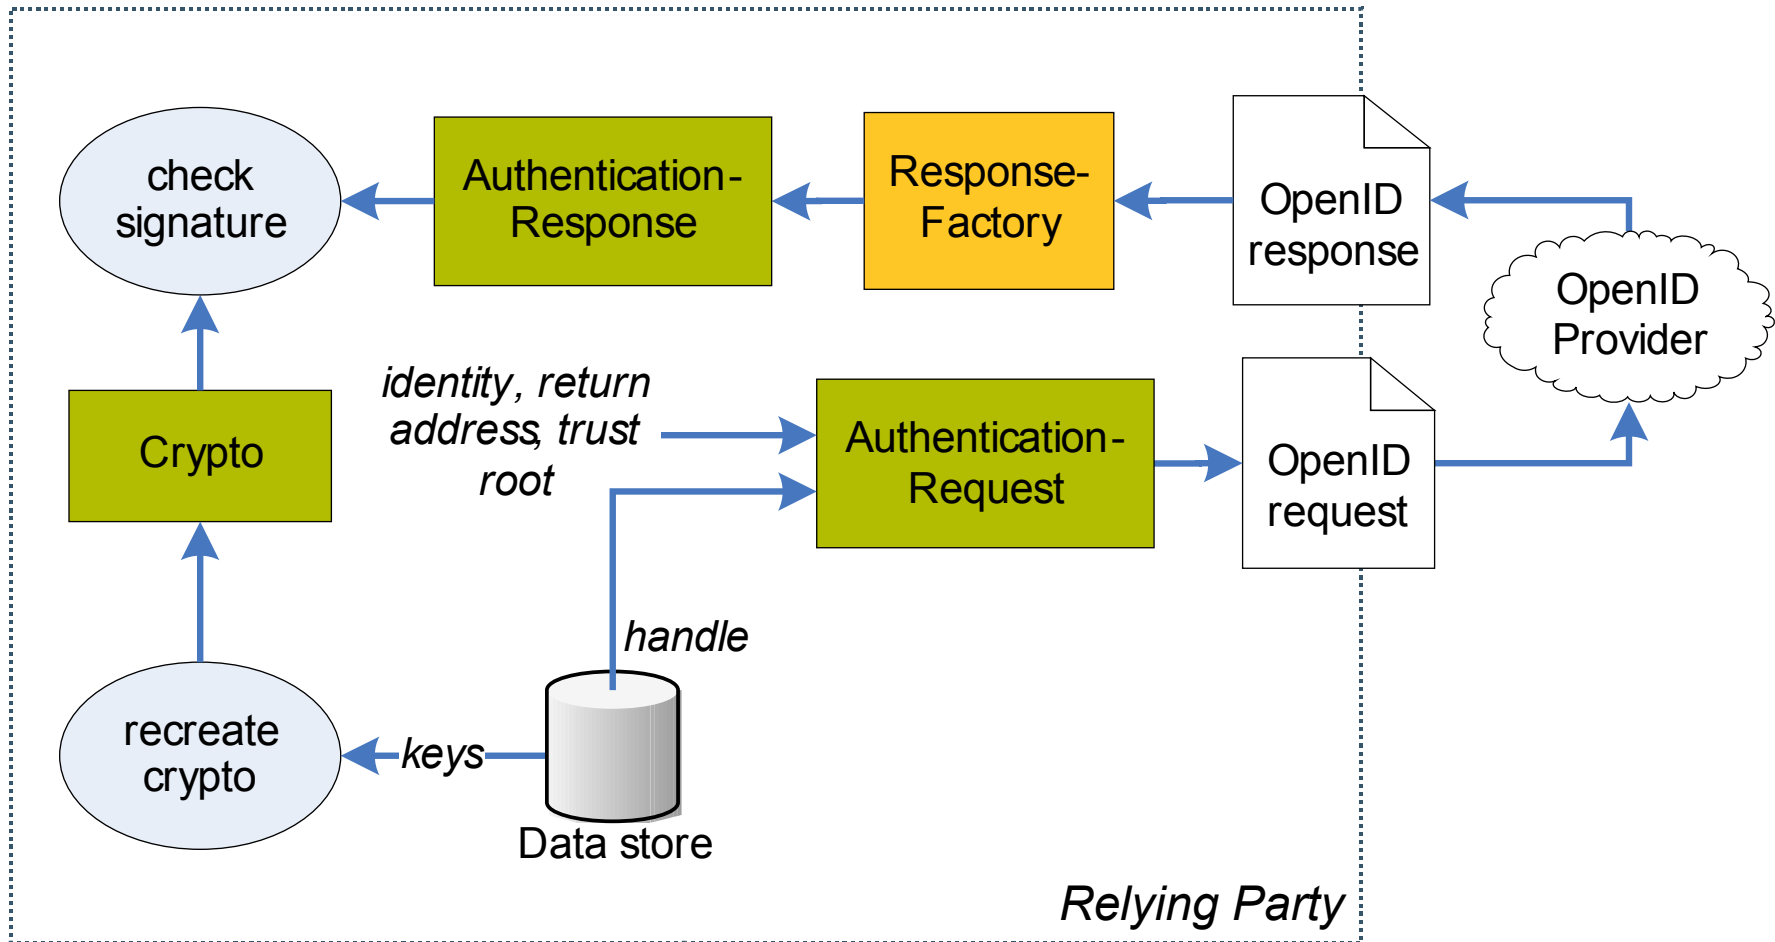 check
signature
Authentication-
Response
Response-
Factory
OpenID
response
OpenID
Provider
identity, return
address, trust
root
Crypto
Authentication-
Request
OpenID
request
handle
recreate
crypto
keys
Data store
Relying Party